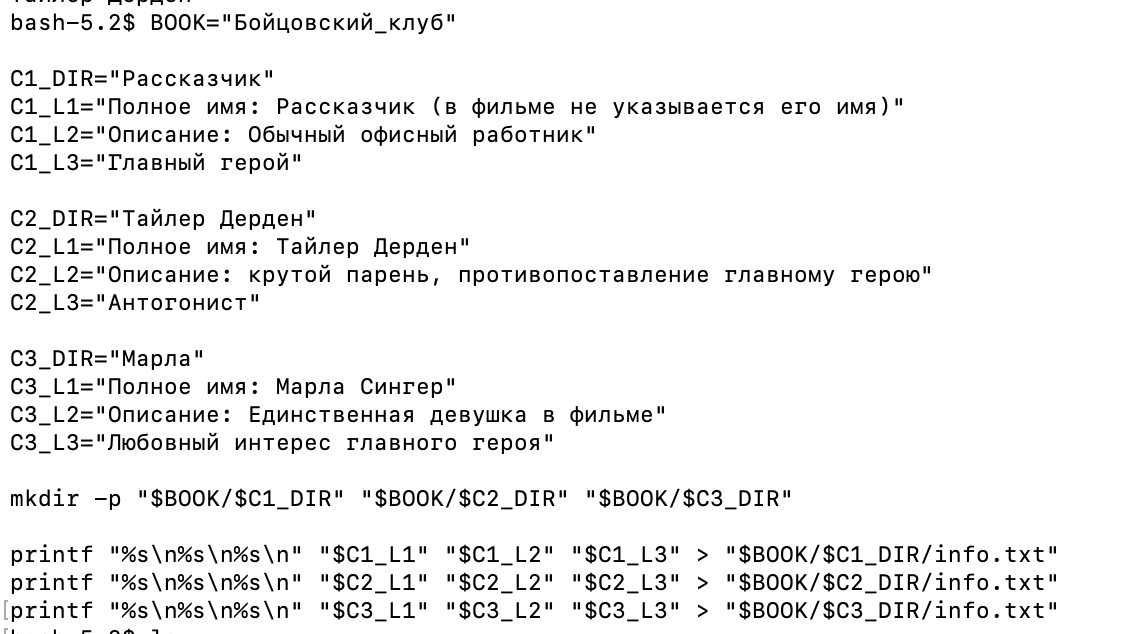 bash-5.2$ BOOK="Бойцовский_клуб"
C1_DIR="Рассказчик"
C1_L1="Полное имя: Рассказчик (в фильме не указывается его имя)"
C1_L2="Описание: Обычный офисный работник"
C1_L3="Главный герой"
C2_DIR="Тайлер Дерден"
C2_L1="Полное имя: Тайлер Дерден"
C2_L2="Описание: крутой парень, противопоставление главному герою"
C2_L3="Антогонист"
C3_DIR="Марла"
C3_L1="Полное имя: Марла Сингер"
C3_L2="Описание: Единственная девушка в фильме"
C3_L3="Любовный интерес главного героя"
mkdir -p "$BOOK/$C1_DIR" "$BOOK/$C2_DIR" "$BOOK/$C3_DIR"
printf "%s\n%s\n%s\n" "$C1_L1" "$C1_L2" "$C1_L3" > "$BOOK/$C1_DIR/info.txt"
printf "%s\n%s\n%s\n" "$C2_L1" "$C2_L2" "$C2_L3" > "$BOOK/$C2_DIR/info.txt"
[printf "%s\n%s\n%s\n" "$C3_L1" "$C3_L2" "$C3_L3" > "$BOOK/$C3_DIR/info.txt"